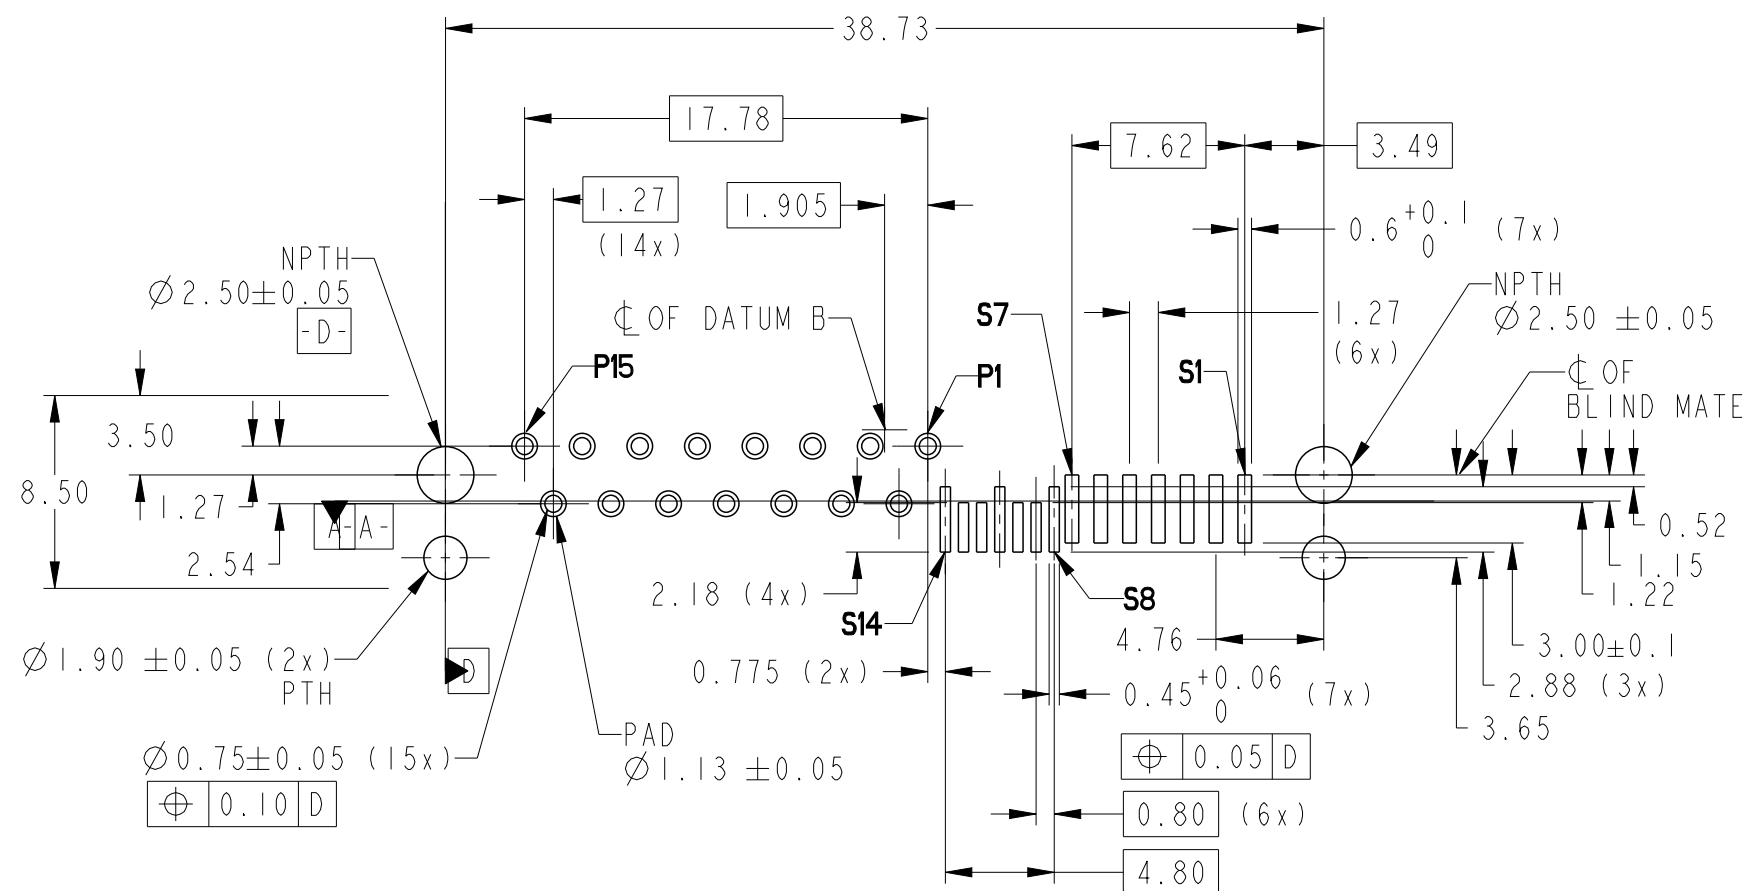 38.73
17.78
7.62
3.49
1.27
(14x)
1.905
0.6 +0.1 0 (7x)
NPTH
Ø2.50±0.05
-D-
℄ OF DATUM B
S7
1.27
(6x)
NPTH
Ø2.50 ±0.05
P15
P1
S1
℄ OF
BLIND MATE
3.50
8.50
1.27
A
-A-
2.54
0.52
1.15
1.22
2.18 (4x)
S14
S8
4.76
3.00±0.1
Ø1.90 ±0.05 (2x)
PTH
D
0.775 (2x)
0.45 +0.06 0 (7x)
2.88 (3x)
3.65
PAD
Ø1.13 ±0.05
Ø0.75±0.05 (15x)
⌖ 0.10 D
⌖ 0.05 D
0.80 (6x)
4.80